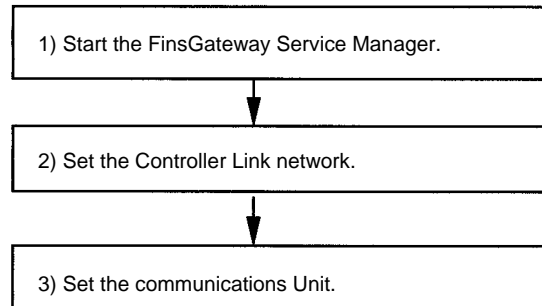 1) Start the FinsGateway Service Manager.
2) Set the Controller Link network.
3) Set the communications Unit.